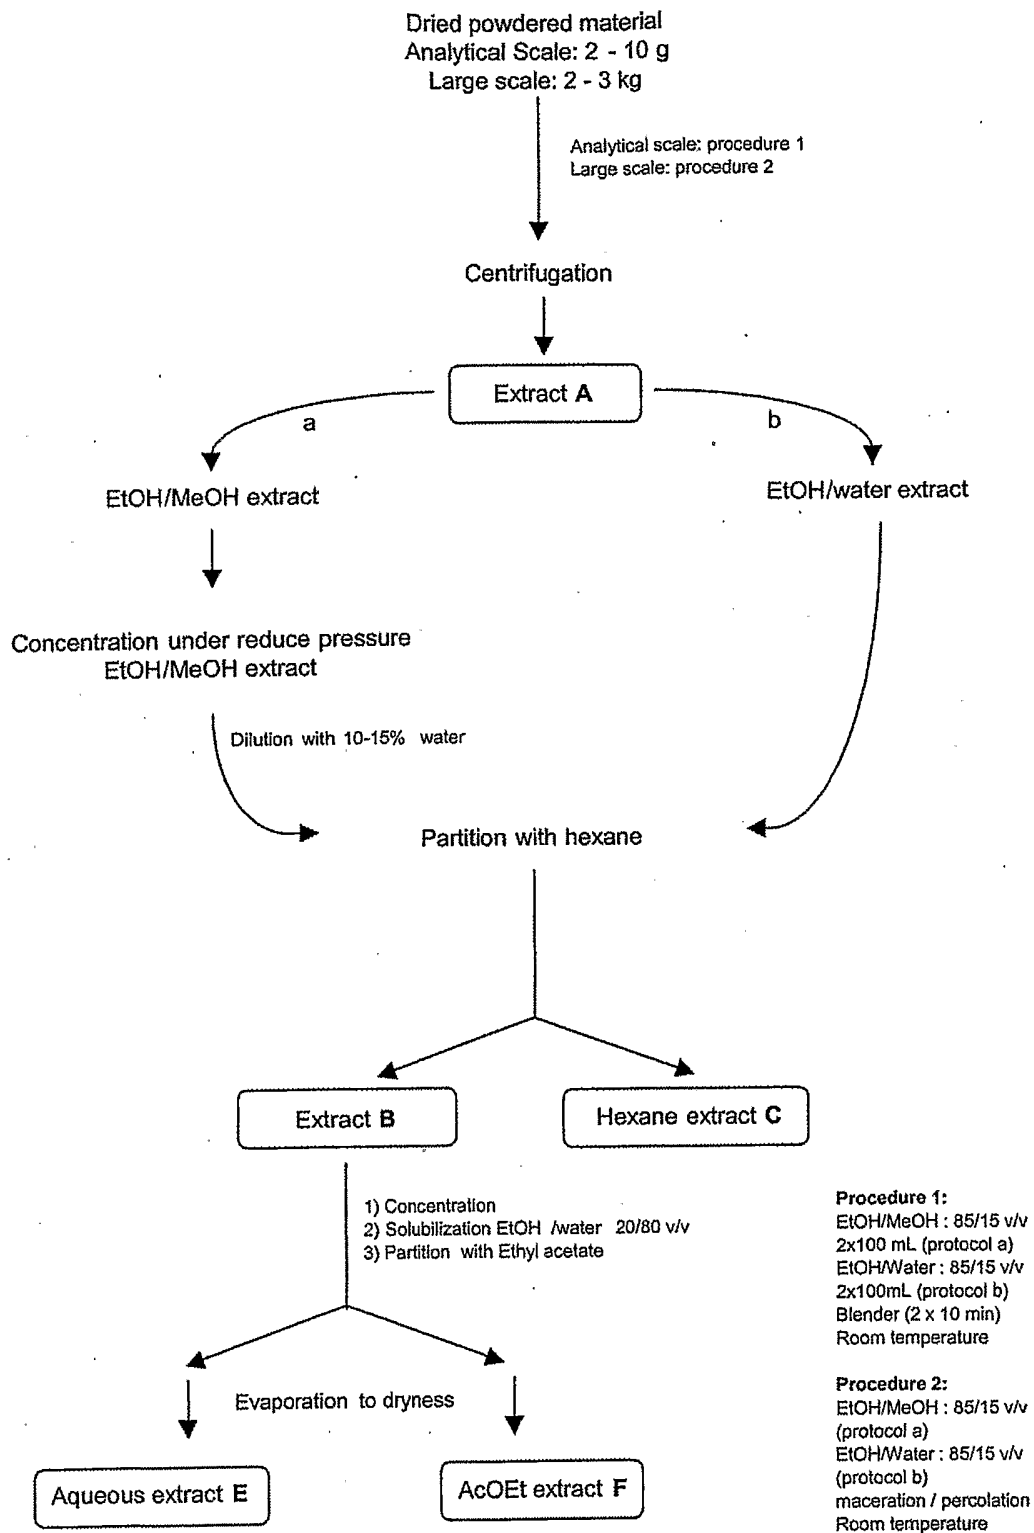 Dried powdered material
Analytical Scale: 2 - 10 g
Large scale: 2 - 3 kg
Analytical scale: procedure 1
Large scale: procedure 2
Centrifugation
Extract A
a
b
EtOH/MeOH extract
EtOH/water extract
Concentration under reduce pressure
EtOH/MeOH extract
Dilution with 10-15% water
Partition with hexane
Extract B
Hexane extract C
1) Concentration
2) Solubilization EtOH /water 20/80 v/v
3) Partition with Ethyl acetate
Evaporation to dryness
Aqueous extract E
AcOEt extract F
Procedure 1:
EtOH/MeOH : 85/15 v/v
2x100 mL (protocol a)
EtOH/Water : 85/15 v/v
2x100mL (protocol b)
Blender (2 x 10 min)
Room temperature
Procedure 2:
EtOH/MeOH : 85/15 v/v
(protocol a)
EtOH/Water : 85/15 v/v
(protocol b)
maceration / percolation
Room temperature